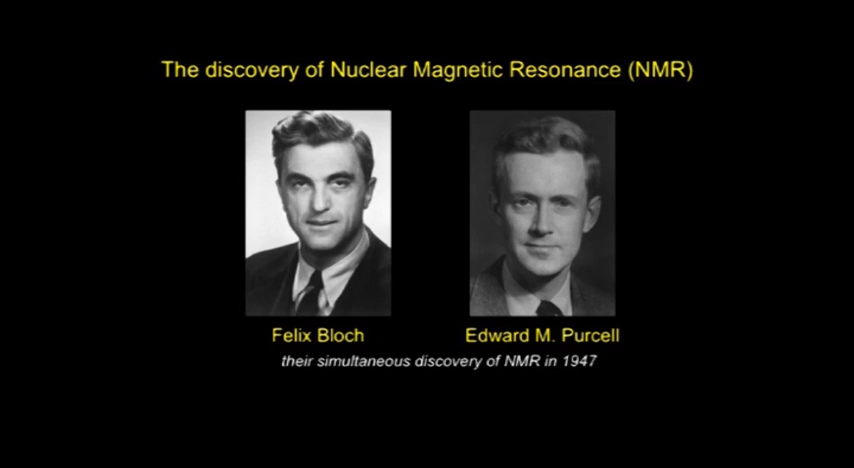 The discovery of Nuclear Magnetic Resonance (NMR)
Felix Bloch
Edward M. Purcell
their simultaneous discovery of NMR in 1947